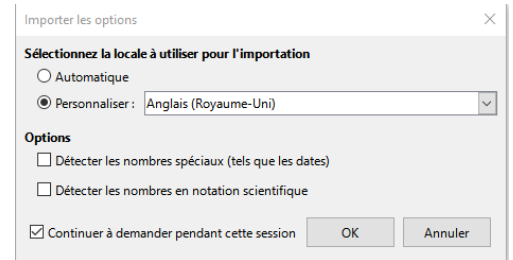 Importer les options
Sélectionnez la locale à utiliser pour l'importation
Automatique
Personnaliser : Anglais (Royaume-Uni)
Options
Détecter les nombres spéciaux (tels que les dates)
Détecter les nombres en notation scientifique
Continuer à demander pendant cette session OK Annuler